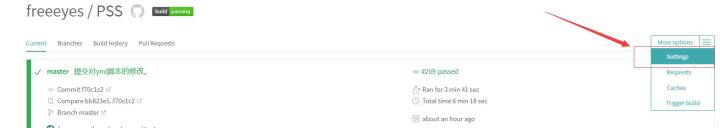 freeeyes / PSS build passing
Current Branches Build History Pull Requests More options
Settings
Requests
Caches
Trigger build
master 提交对yml脚本的修改。
Commit f70c1c2
Compare bb823e5..f70c1c2
Branch master
#209 passed
Ran for 3 min 41 sec
Total time 6 min 18 sec
about an hour ago